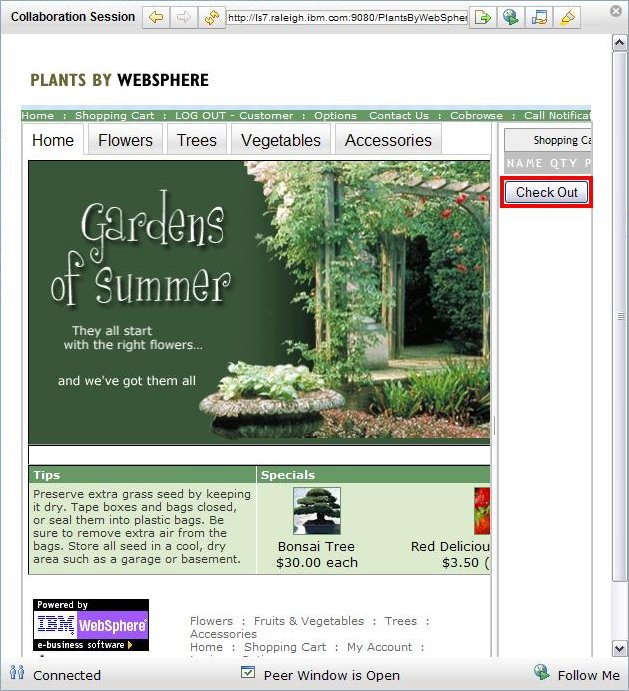 Collaboration Session
http://ls7.raleigh.ibm.com:9080/PlantsByWebSpher
PLANTS BY WEBSPHERE
Home : Shopping Cart : LOG OUT - Customer : Options Contact Us : Cobrowse : Call Notificat
Home Flowers Trees Vegetables Accessories
Shopping Ca
NAME QTY P
Check Out
Gardens
of Summer
They all start
with the right flowers...
and we've got them all
Tips
Preserve extra grass seed by keeping
it dry. Tape boxes and bags closed,
or seal them into plastic bags. Be
sure to remove extra air from the
bags. Store all seed in a cool, dry
area such as a garage or basement.
Specials
Bonsai Tree
$30.00 each
Red Deliciou
$3.50 (
Powered by
IBM WebSphere
e-business software
Flowers : Fruits & Vegetables : Trees :
Accessories
Home : Shopping Cart : My Account :
Connected
Peer Window is Open
Follow Me